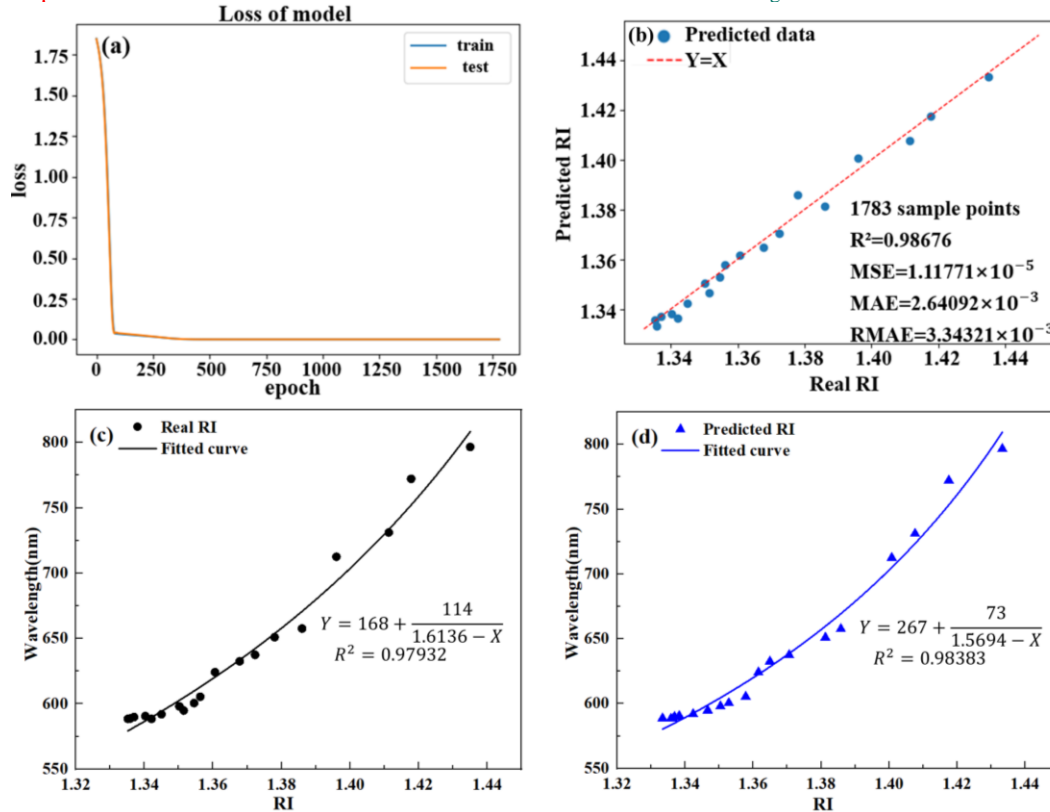 Loss of model
(a)
train
test
1.75
1.50
1.25
1.00
0.75
0.50
0.25
0.00
loss
0
250
500
750
1000
1250
1500
1750
epoch
(b)
Predicted data
Y=X
1.44
1.42
1.40
1.38
1.36
1.34
Predicted RI
1783 sample points
R²=0.98676
MSE=1.11771×10⁻⁵
MAE=2.64092×10⁻³
RMAE=3.34321×10⁻³
1.34
1.36
1.38
1.40
1.42
1.44
Real RI
(c)
Real RI
Fitted curve
800
750
700
650
600
550
Wavelength(nm)
Y = 168 + 114 / 1.6136 − X
R² = 0.97932
1.32
1.34
1.36
1.38
1.40
1.42
1.44
RI
(d)
Predicted RI
Fitted curve
800
750
700
650
600
550
Wavelength(nm)
Y = 267 + 73 / 1.5694 − X
R² = 0.98383
1.32
1.34
1.36
1.38
1.40
1.42
1.44
RI